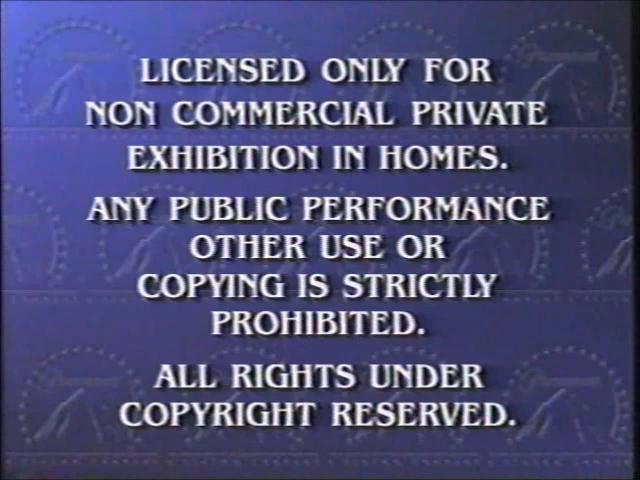 LICENSED ONLY FOR
NON COMMERCIAL PRIVATE
EXHIBITION IN HOMES.
ANY PUBLIC PERFORMANCE
OTHER USE OR
COPYING IS STRICTLY
PROHIBITED.
ALL RIGHTS UNDER
COPYRIGHT RESERVED.